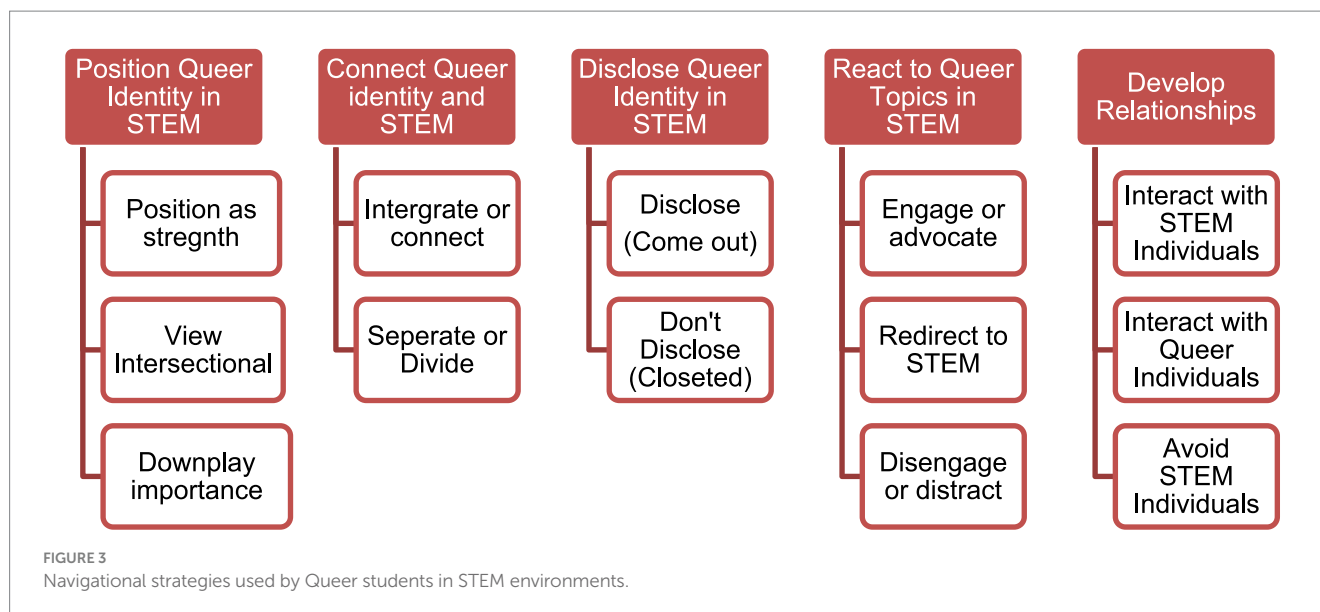 Position Queer
Identity in
STEM
Position as
stregnth
View
Intersectional
Downplay
importance
Connect Queer
identity and
STEM
Intergrate or
connect
Seperate or
Divide
Disclose Queer
Identity in
STEM
Disclose
(Come out)
Don't
Disclose
(Closeted)
React to Queer
Topics in
STEM
Engage or
advocate
Redirect to
STEM
Disengage
or distract
Develop
Relationships
Interact with
STEM
Individuals
Interact with
Queer
Individuals
Avoid
STEM
Individuals
FIGURE 3
Navigational strategies used by Queer students in STEM environments.